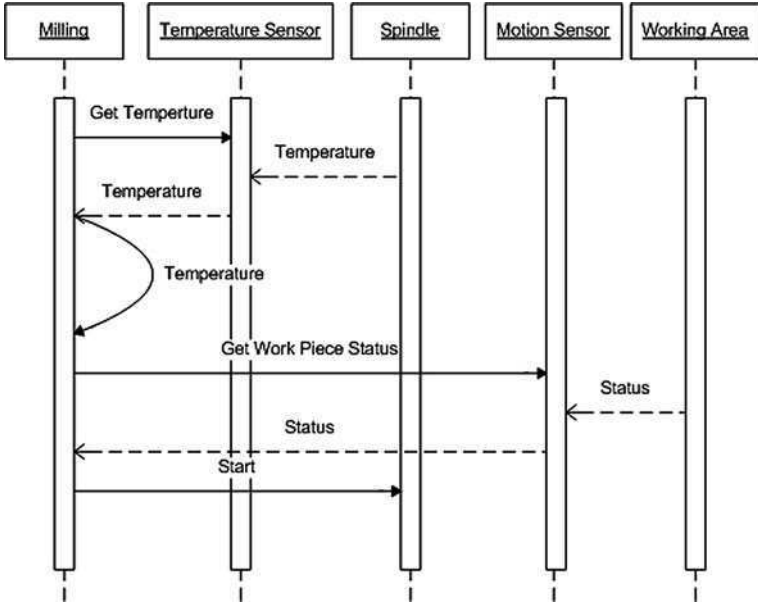 Milling
Temperature Sensor
Spindle
Motion Sensor
Working Area
Get Temperture
Temperature
Temperature
Temperature
Get Work Piece Status
Status
Status
Start